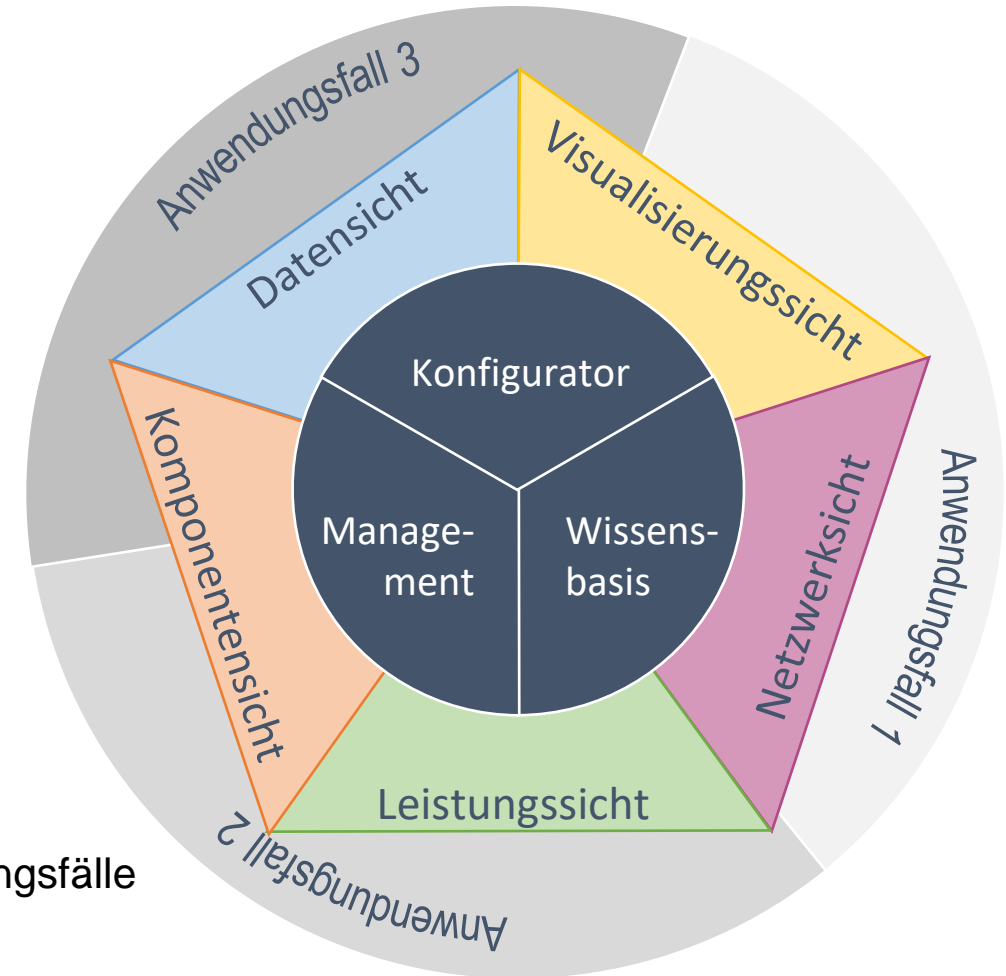 Anwendungsfall 3
Visualisierungssicht
Datensicht
Konfigurator
Komponentensicht
Manage-
ment
Wissens-
basis
Netzwerksicht
Anwendungsfall 1
Leistungssicht
Anwendungsfall 2
ngsfälle